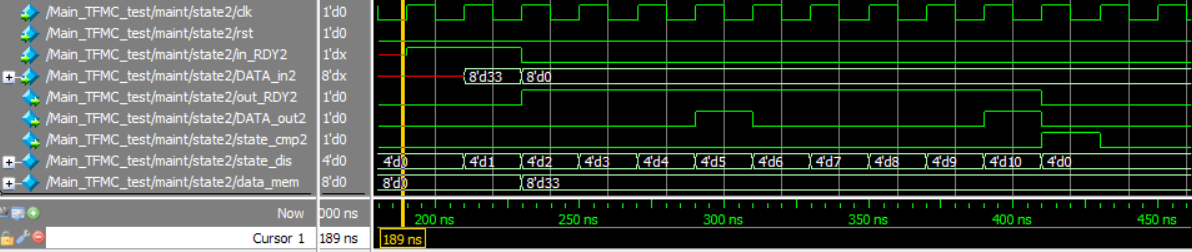 /Main_TFMC_test/maint/state2/clk 1'd0
/Main_TFMC_test/maint/state2/rst 1'd0
/Main_TFMC_test/maint/state2/in_RDY2 1'dx
/Main_TFMC_test/maint/state2/DATA_in2 8'dx 8'd33 8'd0
/Main_TFMC_test/maint/state2/out_RDY2 1'd0
/Main_TFMC_test/maint/state2/DATA_out2 1'd0
/Main_TFMC_test/maint/state2/state_cmp2 1'd0
/Main_TFMC_test/maint/state2/state_dis 4'd0 4'd0 4'd1 4'd2 4'd3 4'd4 4'd5 4'd6 4'd7 4'd8 4'd9 4'd10 4'd0
/Main_TFMC_test/maint/state2/data_mem 8'd0 8'd0 8'd33
Now 000 ns 200 ns 250 ns 300 ns 350 ns 400 ns 450 ns
Cursor 1 189 ns 189 ns